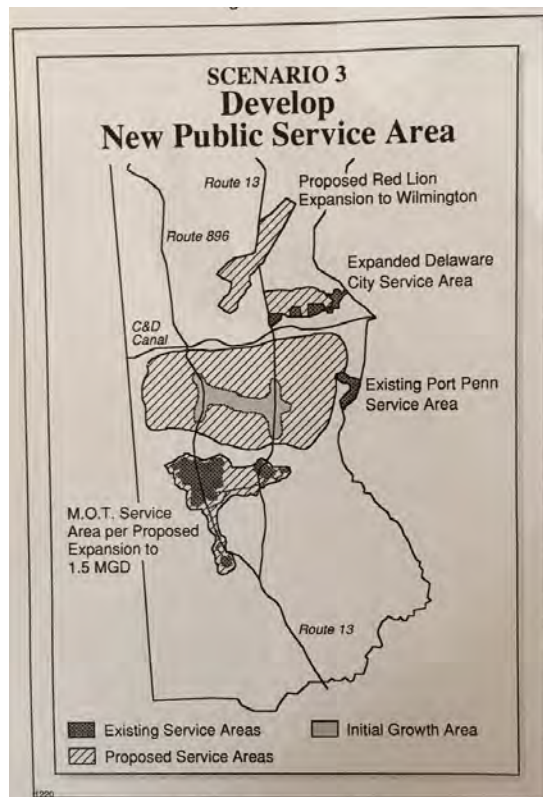 SCENARIO 3
Develop
New Public Service Area
Route 13
Proposed Red Lion
Expansion to Wilmington
Route 896
Expanded Delaware
City Service Area
C&D
Canal
Existing Port Penn
Service Area
M.O.T. Service
Area per Proposed
Expansion to
1.5 MGD
Route 13
Existing Service Areas
Initial Growth Area
Proposed Service Areas
1220